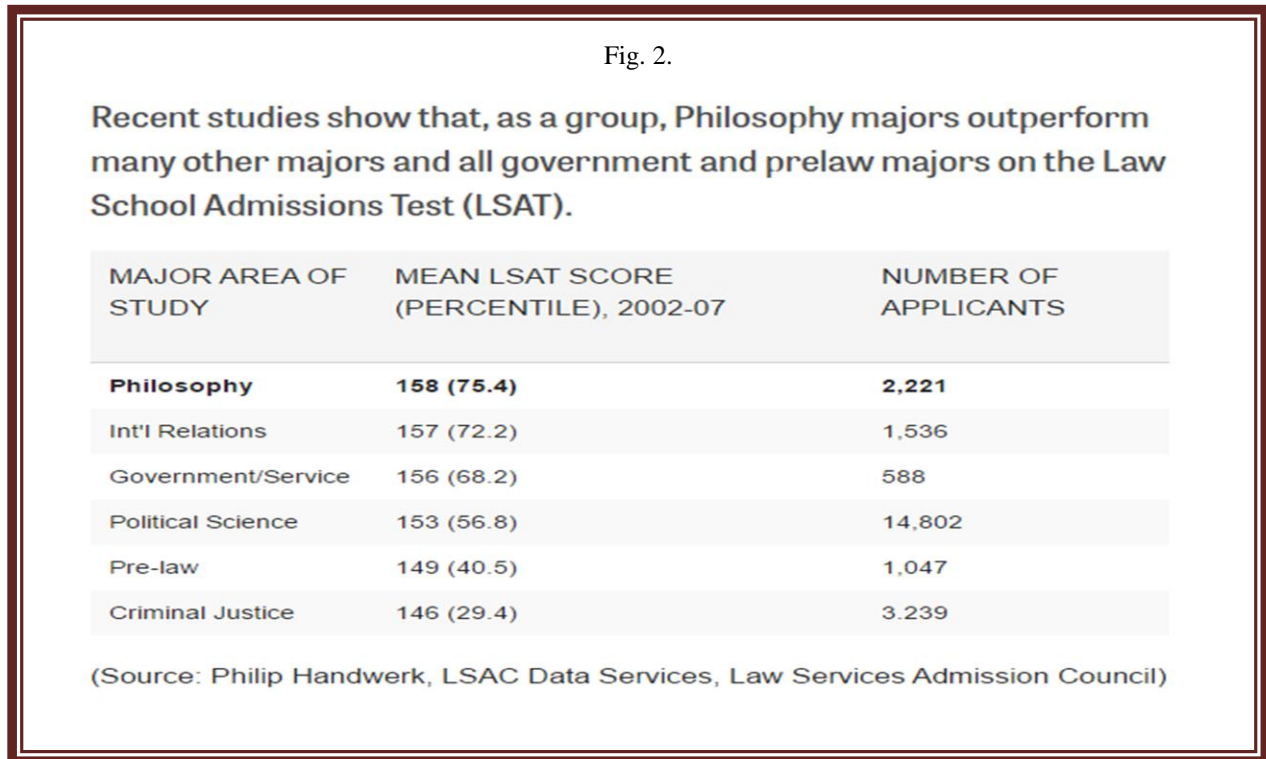 Fig. 2.
Recent studies show that, as a group, Philosophy majors outperform
many other majors and all government and prelaw majors on the Law
School Admissions Test (LSAT).
MAJOR AREA OF STUDY MEAN LSAT SCORE (PERCENTILE), 2002-07 NUMBER OF APPLICANTS
Philosophy 158 (75.4) 2,221
Int'l Relations 157 (72.2) 1,536
Government/Service 156 (68.2) 588
Political Science 153 (56.8) 14,802
Pre-law 149 (40.5) 1,047
Criminal Justice 146 (29.4) 3.239
(Source: Philip Handwerk, LSAC Data Services, Law Services Admission Council)